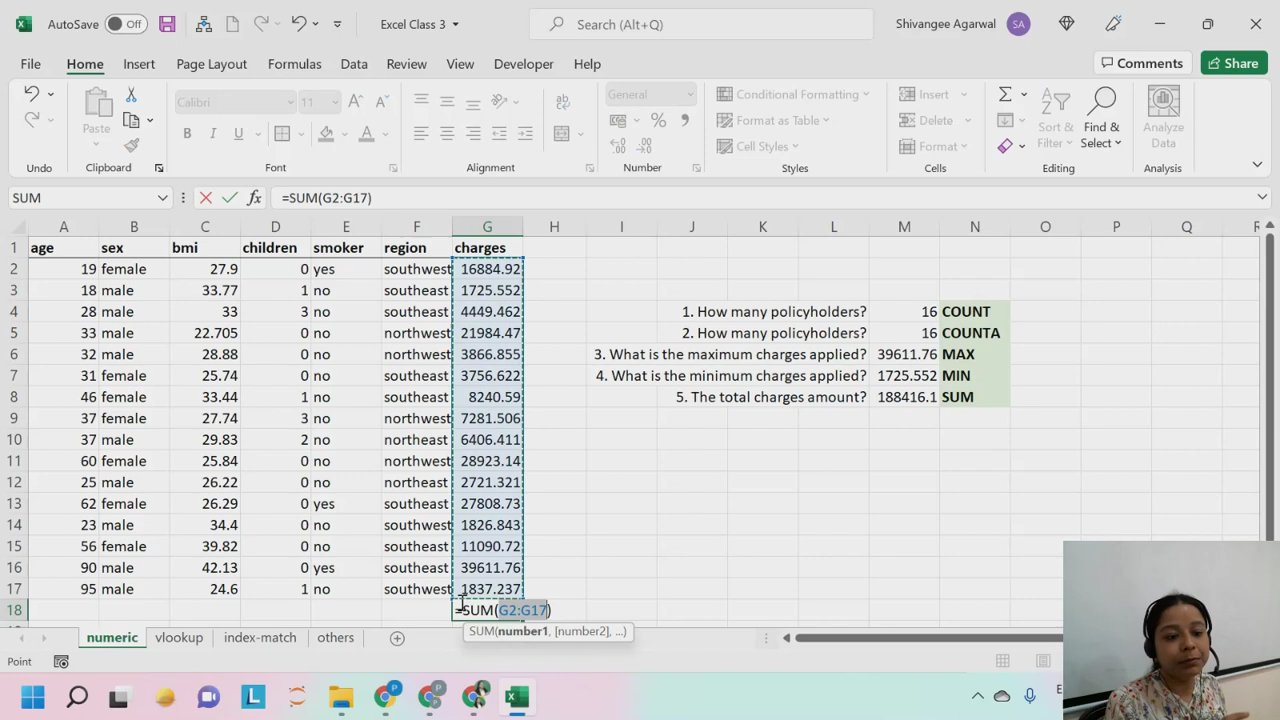 AutoSave Off Excel Class 3 Search (Alt+Q) Shivangee Agarwal SA
File Home Insert Page Layout Formulas Data Review View Developer Help Comments Share
Calibri 11 General Conditional Formatting Insert
Paste Format as Table Delete Sort & Filter Find & Select Analyze Data
B I U A % Cell Styles Format
Undo Clipboard Font Alignment Number Styles Cells Editing Analysis
SUM fx =SUM(G2:G17)
A B C D E F G H I J K L M N O P Q R
1 age sex bmi children smoker region charges
2 19 female 27.9 0 yes southwest 16884.92
3 18 male 33.77 1 no southeast 1725.552
4 28 male 33 3 no southeast 4449.462 1. How many policyholders? 16 COUNT
5 33 male 22.705 0 no northwest 21984.47 2. How many policyholders? 16 COUNTA
6 32 male 28.88 0 no northwest 3866.855 3. What is the maximum charges applied? 39611.76 MAX
7 31 female 25.74 0 no southeast 3756.622 4. What is the minimum charges applied? 1725.552 MIN
8 46 female 33.44 1 no southeast 8240.59 5. The total charges amount? 188416.1 SUM
9 37 female 27.74 3 no northwest 7281.506
10 37 male 29.83 2 no northeast 6406.411
11 60 female 25.84 0 no northwest 28923.14
12 25 male 26.22 0 no northeast 2721.321
13 62 female 26.29 0 yes southeast 27808.73
14 23 male 34.4 0 no southwest 1826.843
15 56 female 39.82 0 no southeast 11090.72
16 90 male 42.13 0 yes southeast 39611.76
17 95 male 24.6 1 no southwest 1837.237
18 =SUM(G2:G17)
SUM(number1, [number2], ...)
numeric vlookup index-match others
Point
L P P